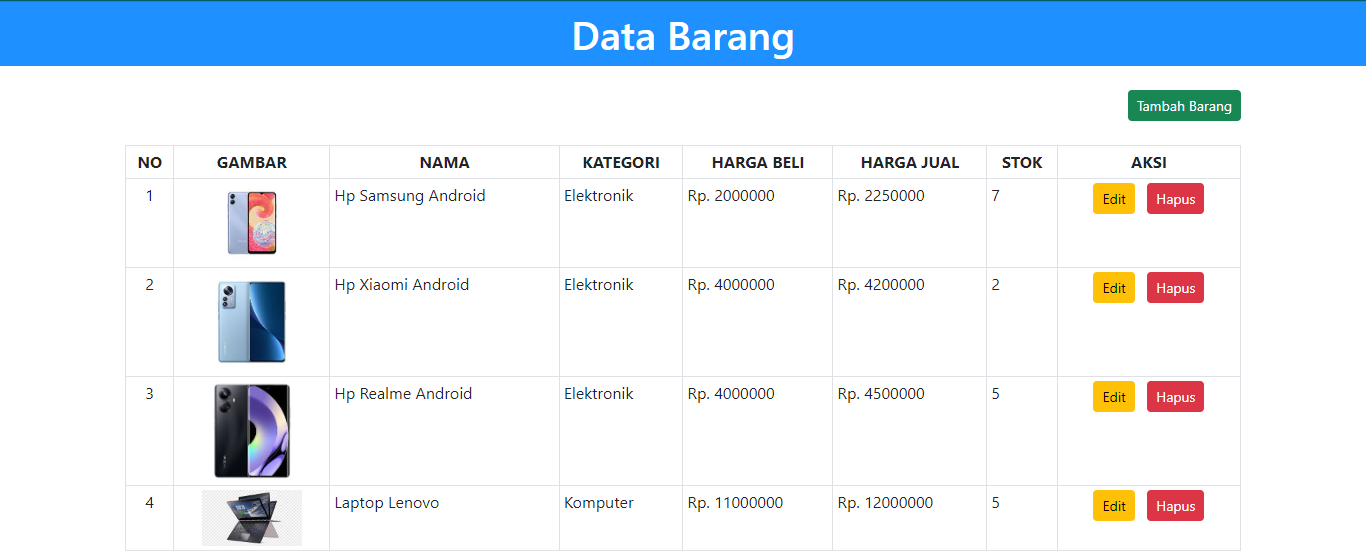 Data Barang
Tambah Barang
NO GAMBAR NAMA KATEGORI HARGA BELI HARGA JUAL STOK AKSI
1 Hp Samsung Android Elektronik Rp. 2000000 Rp. 2250000 7 Edit Hapus
2 Hp Xiaomi Android Elektronik Rp. 4000000 Rp. 4200000 2 Edit Hapus
3 Hp Realme Android Elektronik Rp. 4000000 Rp. 4500000 5 Edit Hapus
4 Laptop Lenovo Komputer Rp. 11000000 Rp. 12000000 5 Edit Hapus